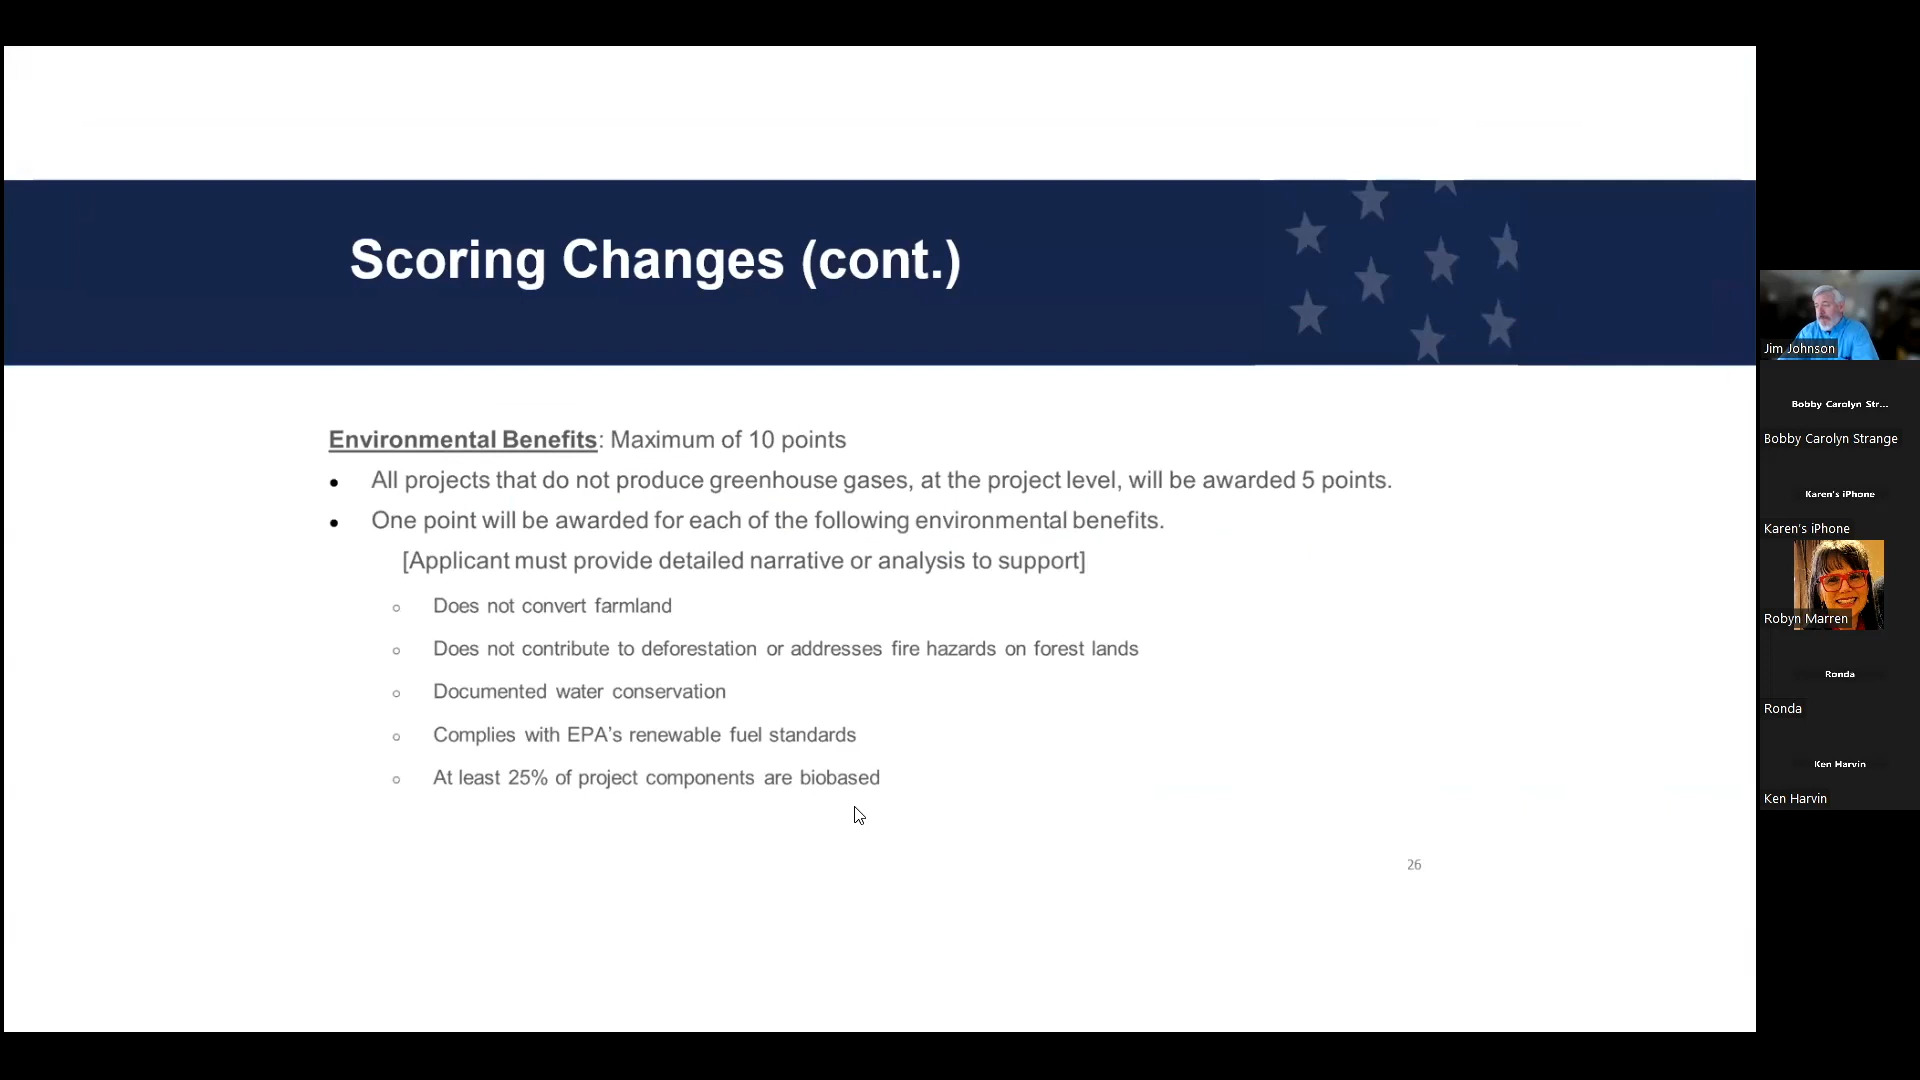 Scoring Changes (cont.)
Environmental Benefits: Maximum of 10 points
• All projects that do not produce greenhouse gases, at the project level, will be awarded 5 points.
• One point will be awarded for each of the following environmental benefits.
[Applicant must provide detailed narrative or analysis to support]
○ Does not convert farmland
○ Does not contribute to deforestation or addresses fire hazards on forest lands
○ Documented water conservation
○ Complies with EPA’s renewable fuel standards
○ At least 25% of project components are biobased
26
Jim Johnson
Bobby Carolyn Str...
Bobby Carolyn Strange
Karen's iPhone
Karen's iPhone
Robyn Marren
Ronda
Ronda
Ken Harvin
Ken Harvin